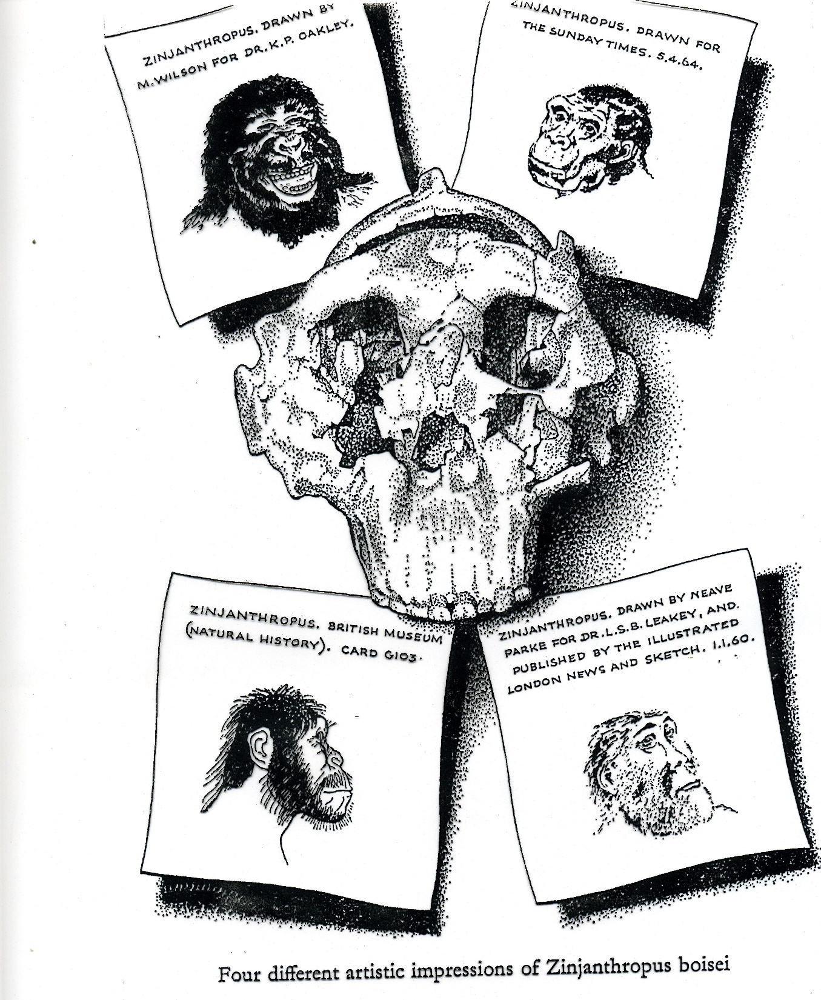 ZINJANTHROPUS. DRAWN BY
M.WILSON FOR DR.K.P. OAKLEY.
ZINJANTHROPUS. DRAWN FOR
THE SUNDAY TIMES. 5.4.64.
ZINJANTHROPUS. BRITISH MUSEUM
(NATURAL HISTORY). CARD G103.
ZINJANTHROPUS. DRAWN BY NEAVE
PARKE FOR DR.L.S.B. LEAKEY, AND.
PUBLISHED BY THE ILLUSTRATED
LONDON NEWS AND SKETCH. 1.1.60.
Four different artistic impressions of Zinjanthropus boisei